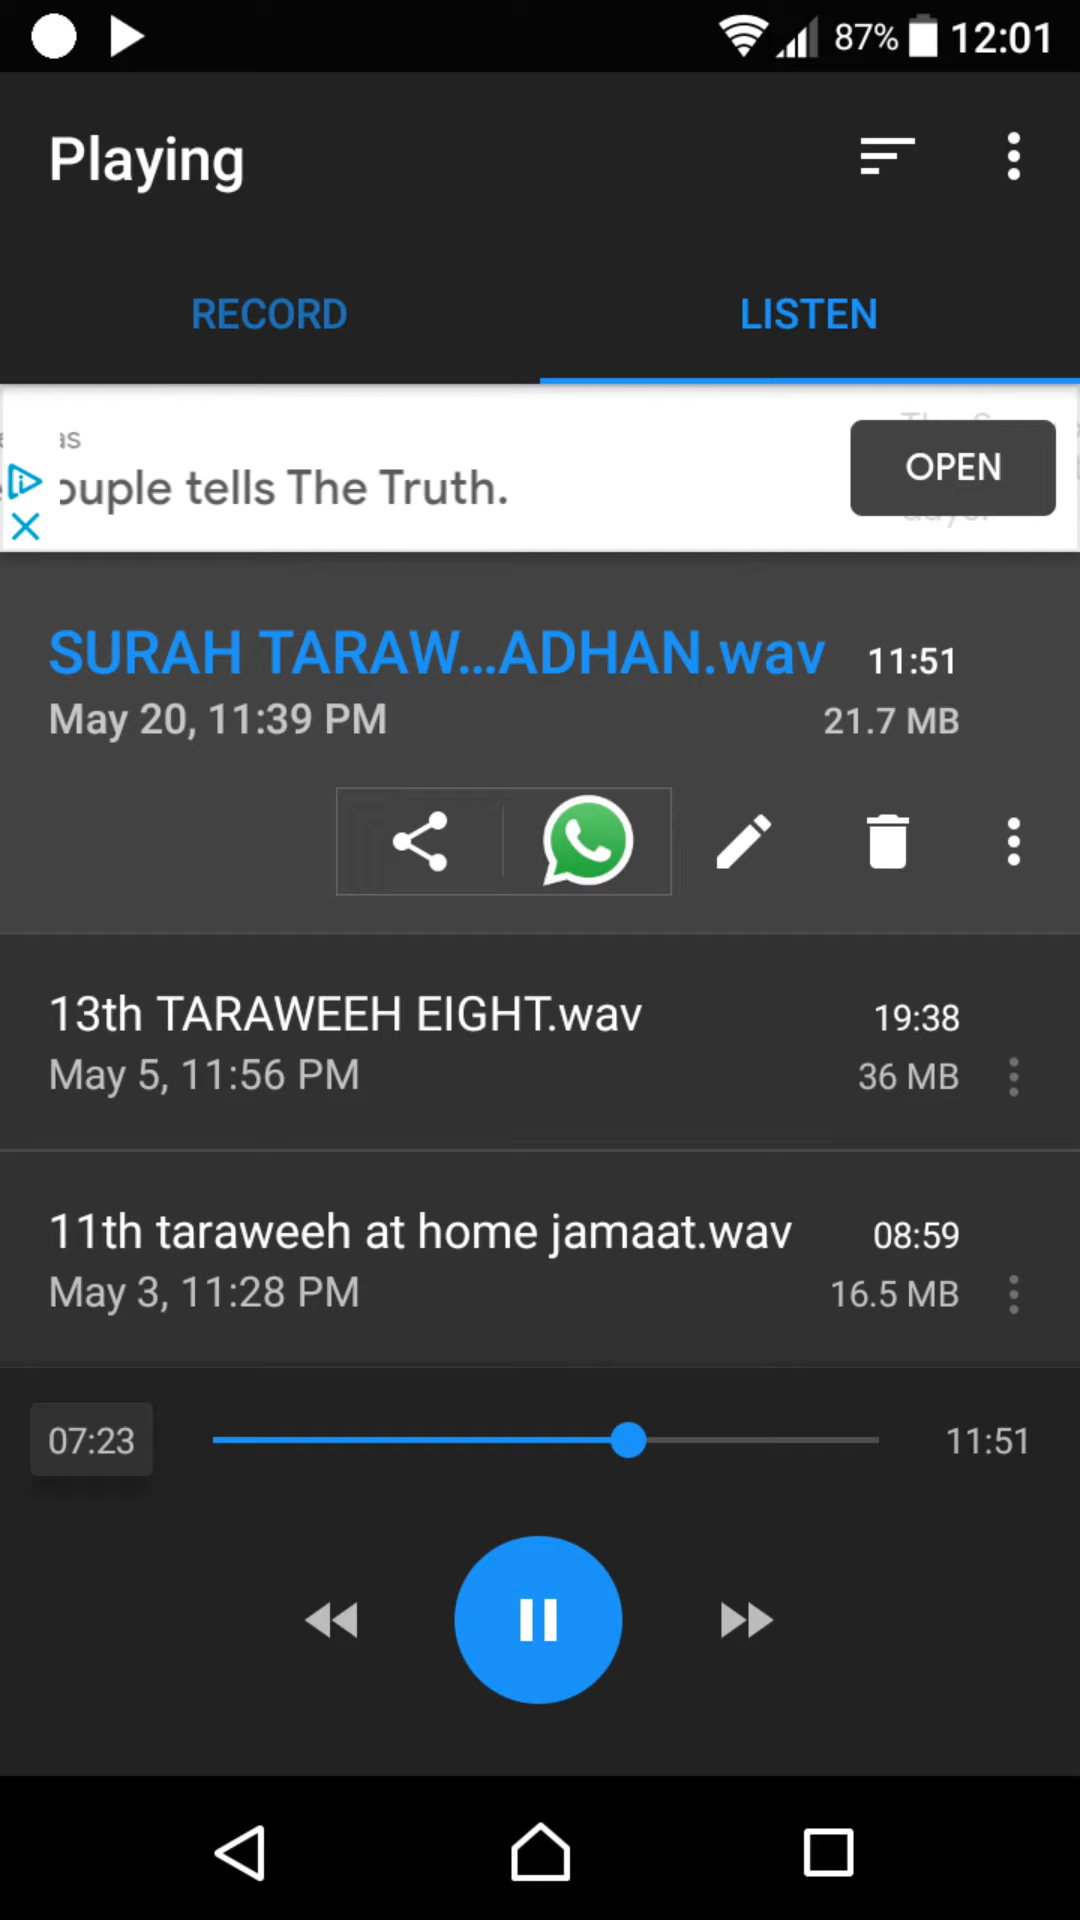 87% 12:01
Playing
RECORD LISTEN
as
ouple tells The Truth.
OPEN
SURAH TARAW...ADHAN.wav 11:51
May 20, 11:39 PM 21.7 MB
13th TARAWEEH EIGHT.wav 19:38
May 5, 11:56 PM 36 MB
11th taraweeh at home jamaat.wav 08:59
May 3, 11:28 PM 16.5 MB
07:23 11:51